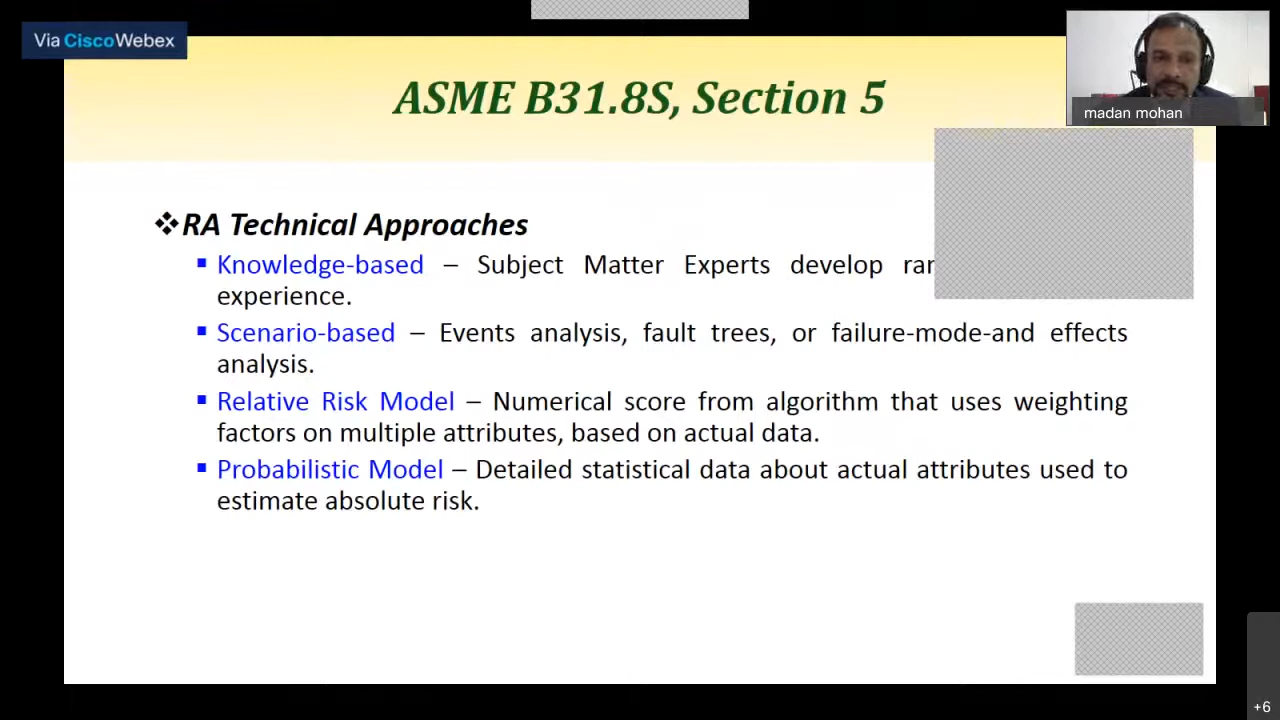 Via CiscoWebex
ASME B31.8S, Section 5
madan mohan
❖RA Technical Approaches
▪ Knowledge-based – Subject Matter Experts develop
experience.
▪ Scenario-based – Events analysis, fault trees, or failure-mode-and effects
analysis.
▪ Relative Risk Model – Numerical score from algorithm that uses weighting
factors on multiple attributes, based on actual data.
▪ Probabilistic Model – Detailed statistical data about actual attributes used to
estimate absolute risk.
+6